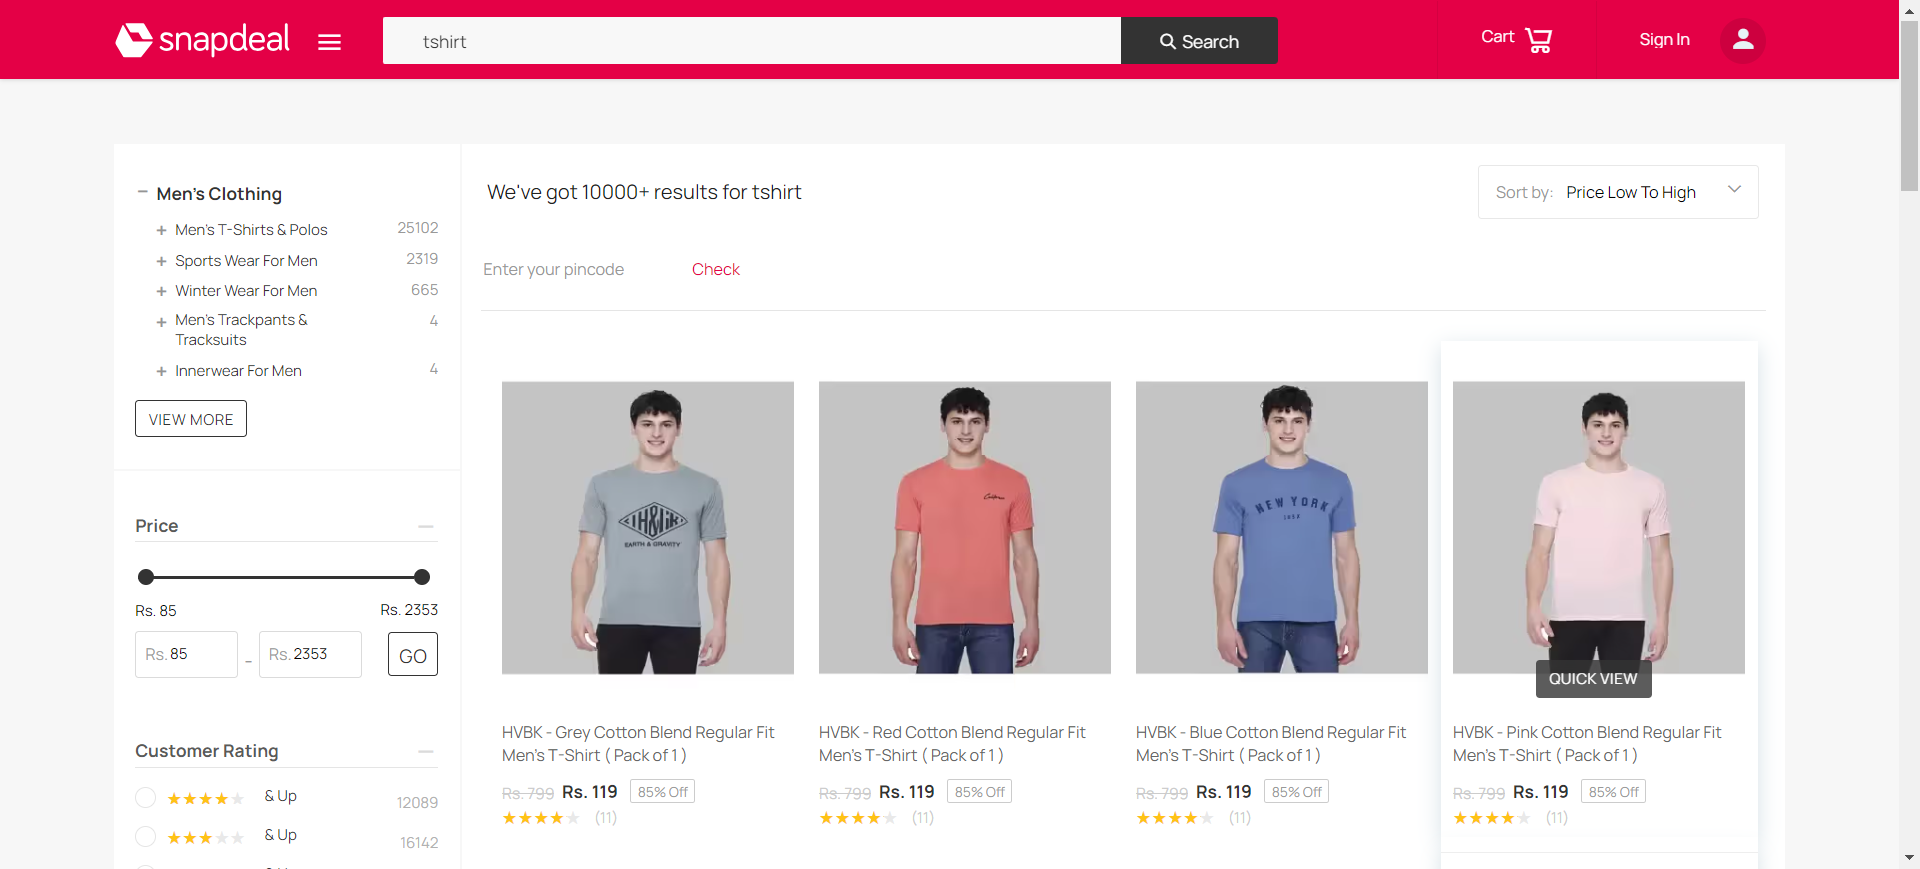 snapdeal
tshirt
Search
Cart
Sign In
Men's Clothing
Men's T-Shirts & Polos 25102
Sports Wear For Men 2319
Winter Wear For Men 665
Men's Trackpants & Tracksuits 4
Innerwear For Men 4
VIEW MORE
Price
Rs. 85 Rs. 2353
Rs. 85 - Rs. 2353 GO
Customer Rating
& Up 12089
& Up 16142
We've got 10000+ results for tshirt
Sort by: Price Low To High
Enter your pincode Check
EARTH & GRAVITY
California
NEW YORK
QUICK VIEW
HVBK - Grey Cotton Blend Regular Fit
Men's T-Shirt ( Pack of 1 )
Rs. 799 Rs. 119 85% Off
(11)
HVBK - Red Cotton Blend Regular Fit
Men's T-Shirt ( Pack of 1 )
Rs. 799 Rs. 119 85% Off
(11)
HVBK - Blue Cotton Blend Regular Fit
Men's T-Shirt ( Pack of 1 )
Rs. 799 Rs. 119 85% Off
(11)
HVBK - Pink Cotton Blend Regular Fit
Men's T-Shirt ( Pack of 1 )
Rs. 799 Rs. 119 85% Off
(11)